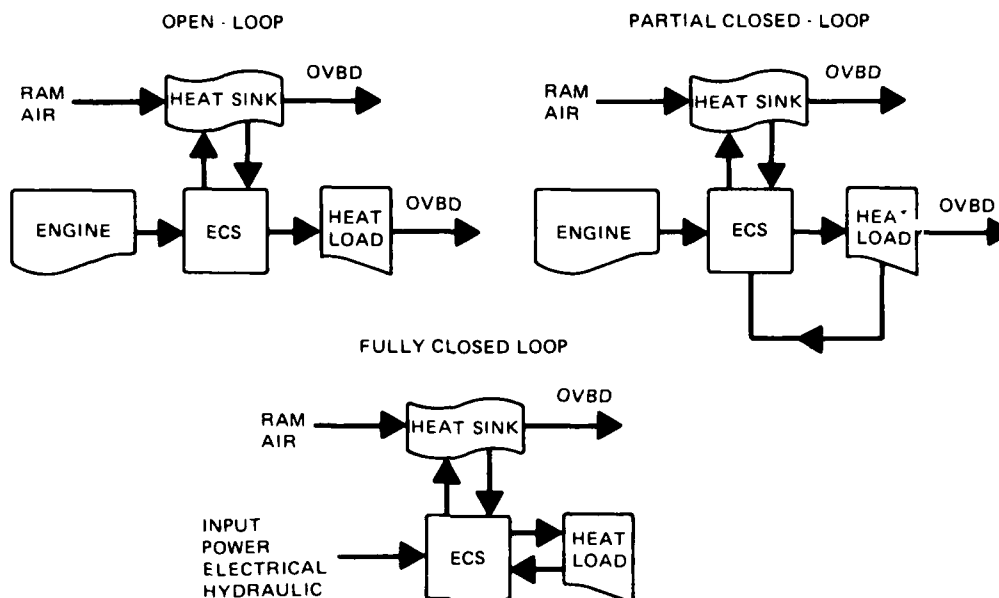 OPEN - LOOP
RAM
AIR
HEAT SINK
OVBD
ENGINE
ECS
HEAT
LOAD
OVBD
PARTIAL CLOSED - LOOP
RAM
AIR
HEAT SINK
OVBD
ENGINE
ECS
HEA
LOAD
OVBD
FULLY CLOSED LOOP
RAM
AIR
HEAT SINK
OVBD
INPUT
POWER
ELECTRICAL
HYDRAULIC
ECS
HEAT
LOAD